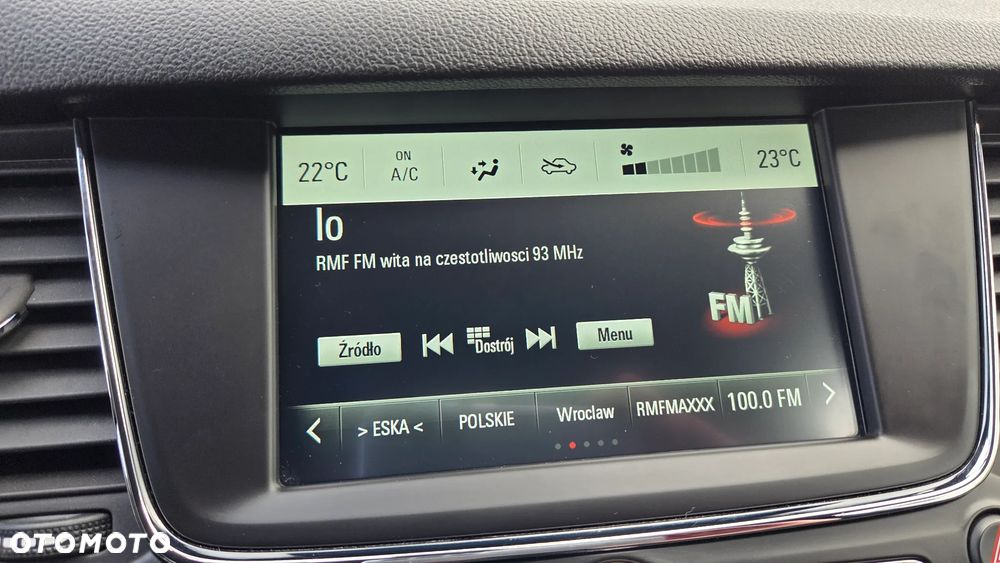 22°C ON A/C 23°C
lo
RMF FM wita na czestotliwosci 93 MHz
FM
Źródło Dostrój Menu
> ESKA < POLSKIE Wroclaw RMFMAXXX 100.0 FM
OTOMOTO